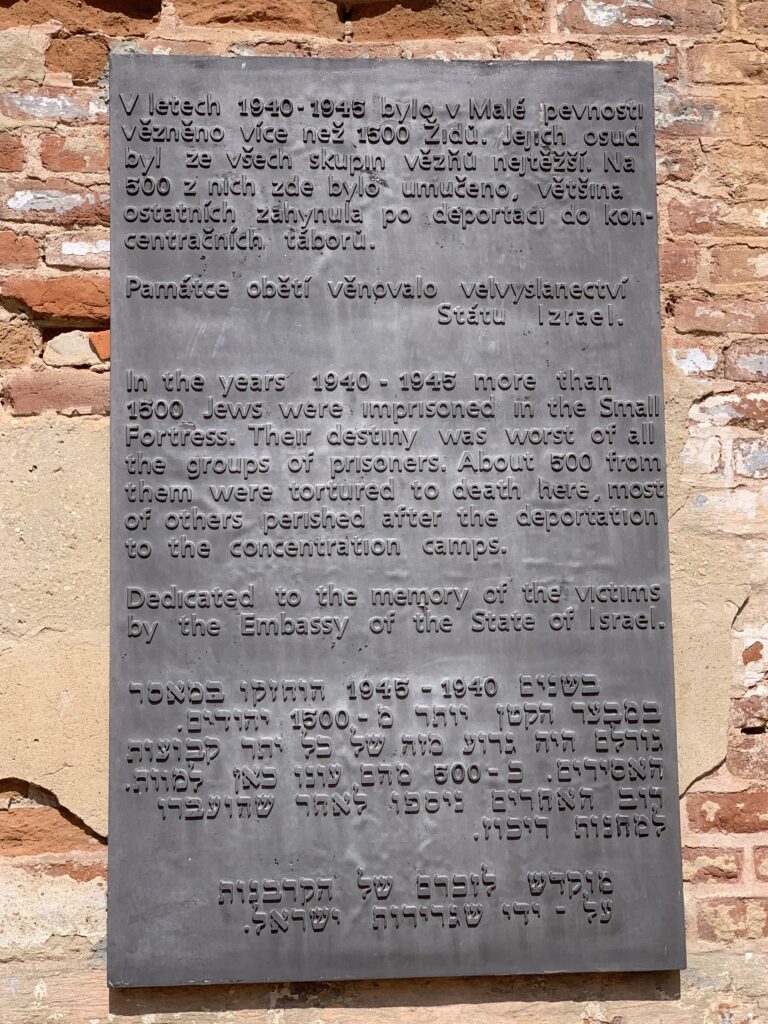 V letech 1940-1945 bylo v Malé pevnosti
vězněno více než 1500 Židů. Jejich osud
byl ze všech skupin vězňů nejtěžší. Na
500 z nich zde bylo umučeno, většina
ostatních zahynula po deportaci do kon-
centračních táborů.
Památce obětí věnovalo velvyslanectví
Státu Izrael.
In the years 1940 - 1945 more than
1500 Jews were imprisoned in the Small
Fortress. Their destiny was worst of all
the groups of prisoners. About 500 from
them were tortured to death here, most
of others perished after the deportation
to the concentration camps.
Dedicated to the memory of the victims
by the Embassy of the State of Israel.
בשנים 1940 - 1945 הוחזקו במאסר
במבצר הקטן יותר מ - 1500 יהודים.
גורלם היה גרוע מזה של כל יתר קבוצות
האסירים. כ - 500 מהם עונו כאן למוות.
רוב האחרים ניספו לאחר שהועברו
למחנות ריכוז.
מוקדש לזכרם של הקרבנות
על - ידי שגרירות ישראל.